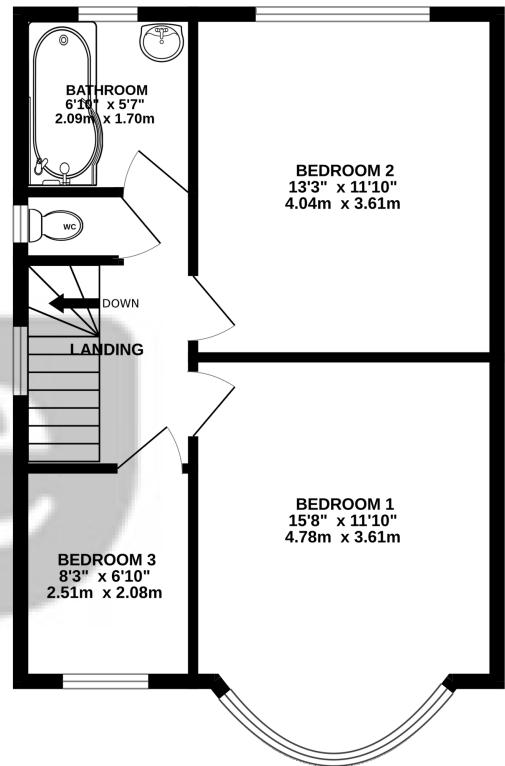 BATHROOM
6'10" x 5'7"
2.09m x 1.70m
BEDROOM 2
13'3" x 11'10"
4.04m x 3.61m
WC
DOWN
LANDING
BEDROOM 1
15'8" x 11'10"
4.78m x 3.61m
BEDROOM 3
8'3" x 6'10"
2.51m x 2.08m